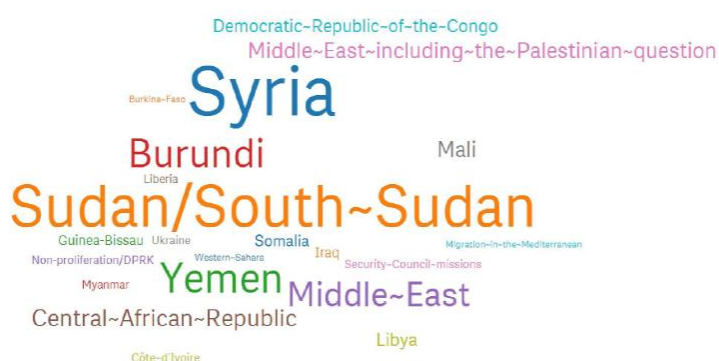 Democratic~Republic~of~the~Congo
Middle~East~including~the~Palestinian~question
Burkina~Faso
Syria
Burundi
Mali
Liberia
Sudan/South~Sudan
Guinea-Bissau
Ukraine
Somalia
Migration~in~the~Mediterranean
Non-proliferation/DPRK
Western~Sahara
Iraq
Security~Council~missions
Myanmar
Yemen
Middle~East
Central~African~Republic
Libya
Côte~d'Ivoire